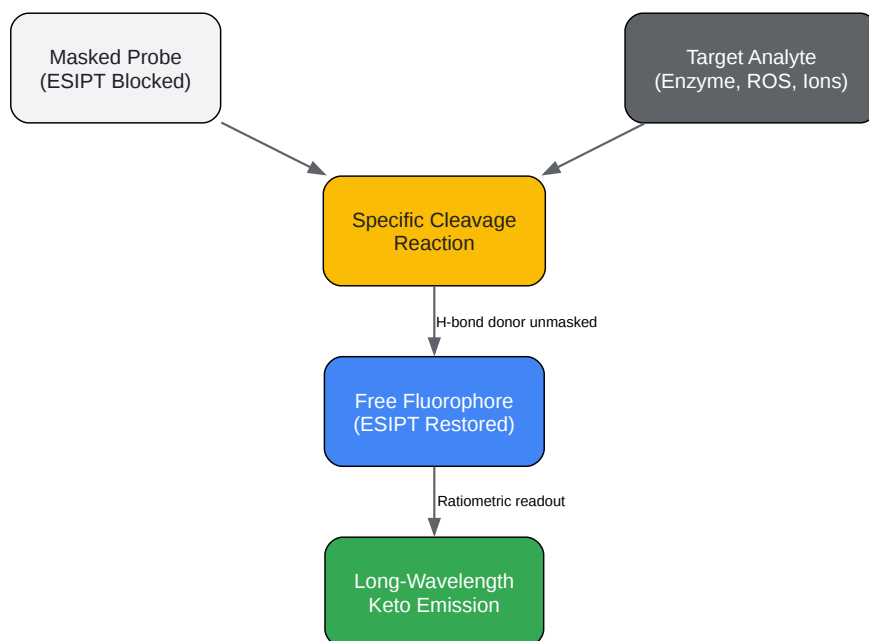 Masked Probe
(ESIPT Blocked)
Target Analyte
(Enzyme, ROS, Ions)
Specific Cleavage
Reaction
H-bond donor unmasked
Free Fluorophore
(ESIPT Restored)
Ratiometric readout
Long-Wavelength
Keto Emission